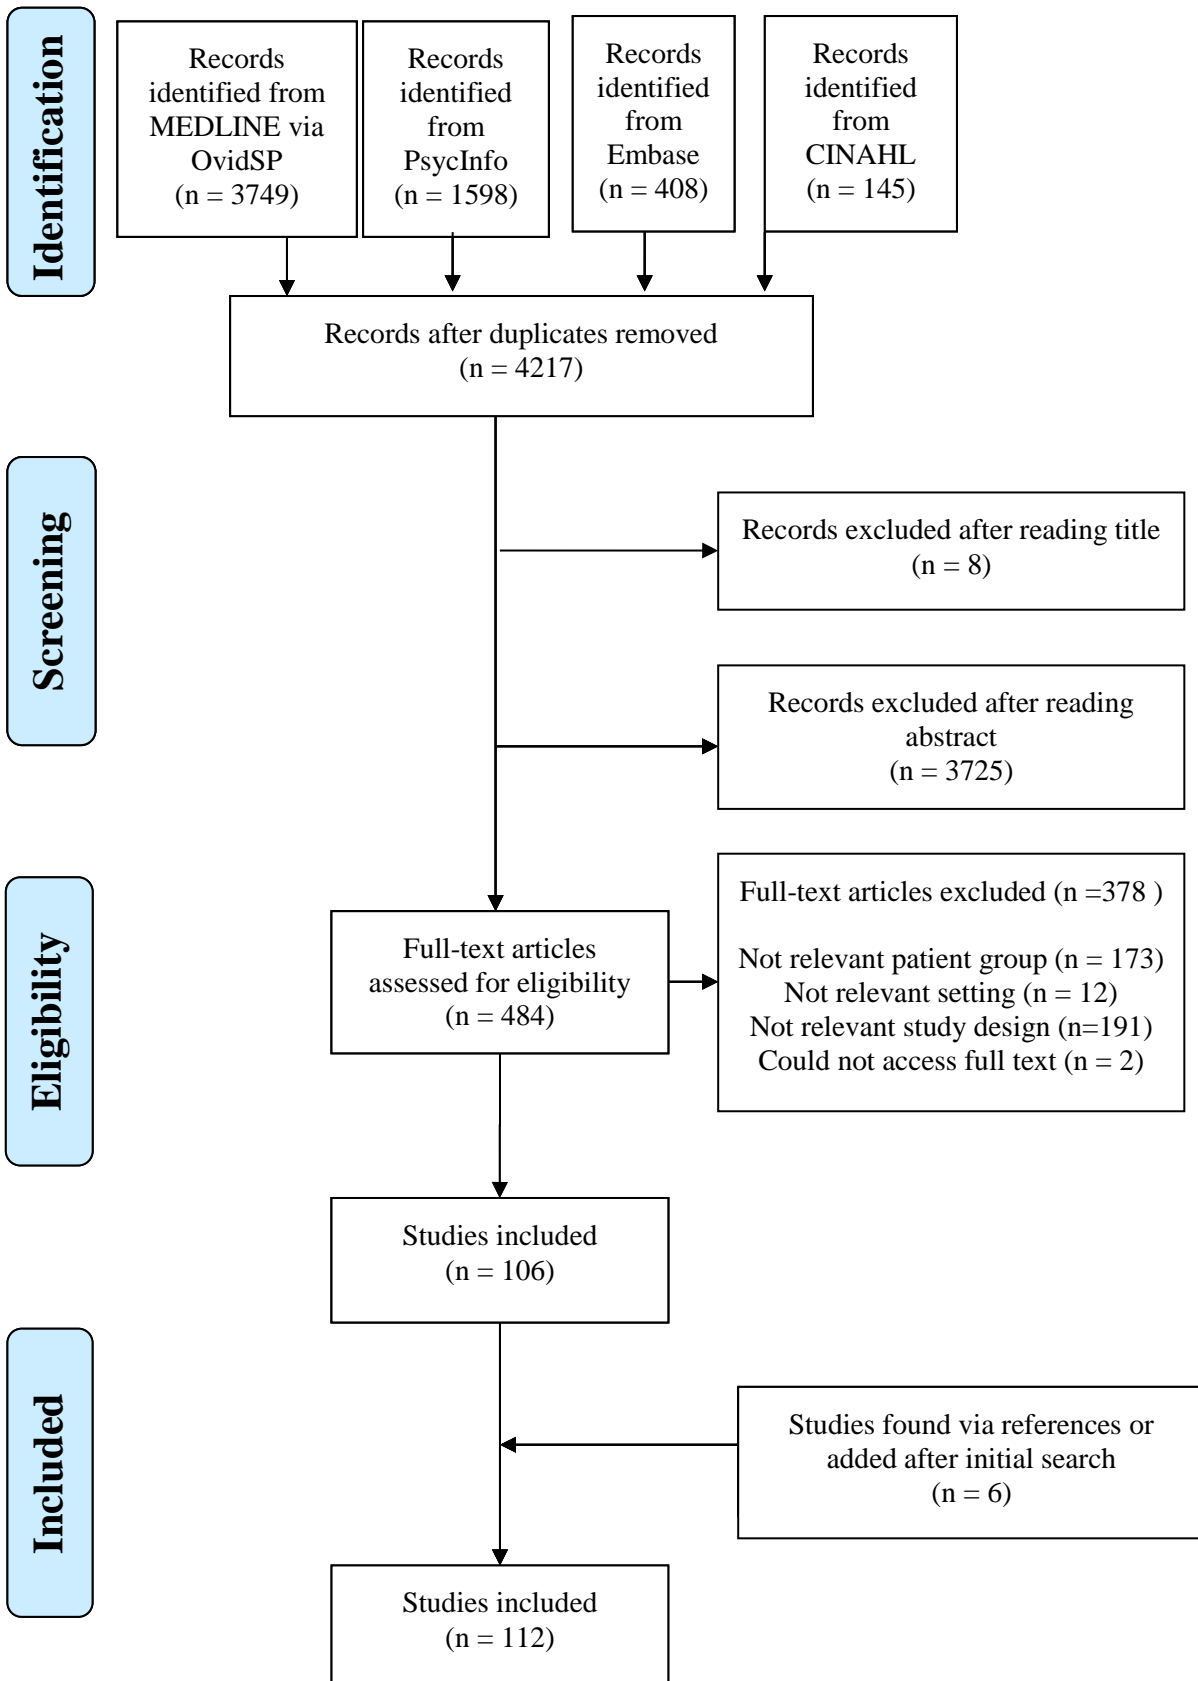 Identification
Records
identified from
MEDLINE via
OvidSP
(n = 3749)
Records
identified
from
PsycInfo
(n = 1598)
Records
identified
from
Embase
(n = 408)
Records
identified
from
CINAHL
(n = 145)
Records after duplicates removed
(n = 4217)
Screening
Records excluded after reading title
(n = 8)
Records excluded after reading
abstract
(n = 3725)
Eligibility
Full-text articles
assessed for eligibility
(n = 484)
Full-text articles excluded (n =378 )
Not relevant patient group (n = 173)
Not relevant setting (n = 12)
Not relevant study design (n=191)
Could not access full text (n = 2)
Studies included
(n = 106)
Included
Studies found via references or
added after initial search
(n = 6)
Studies included
(n = 112)